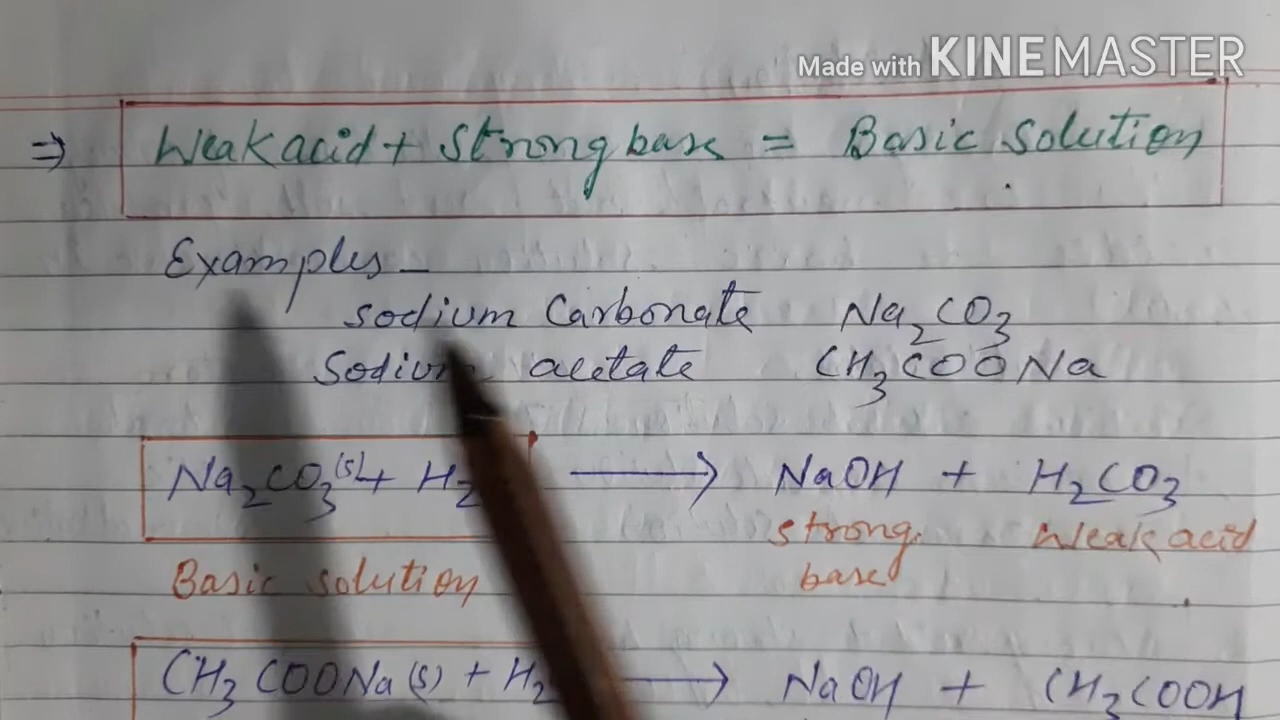 Made with KINEMASTER
⇒ Weak acid + strong base = Basic solution
Examples -
sodium Carbonate Na₂CO₃
Sodium acetate CH₃COONa
Na₂CO₃(s) + H₂ → NaOH + H₂CO₃
strong base weak acid
Basic solution
CH₃COONa(s) + H₂ → NaOH + CH₃COOH